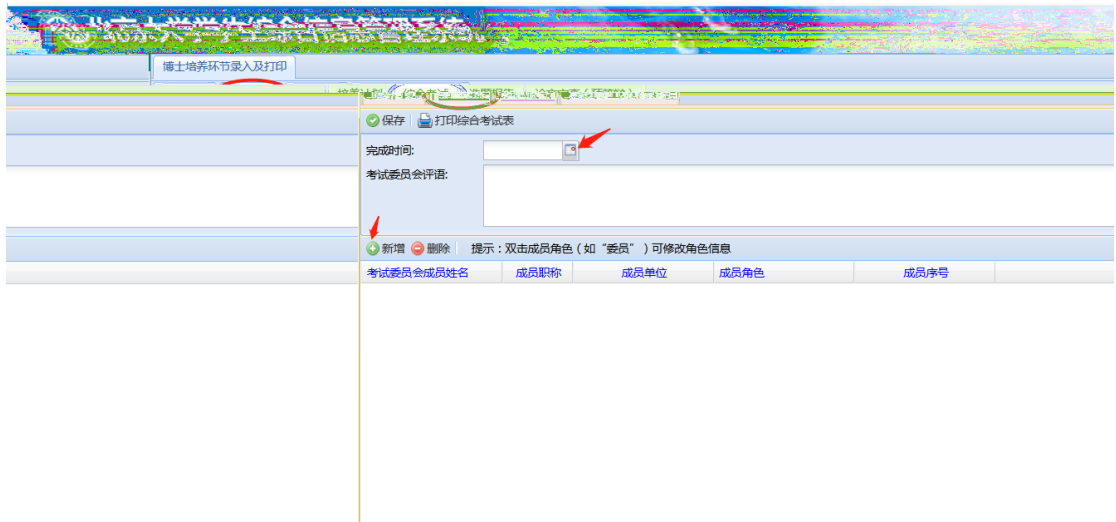 博士培养环节录入及打印
保存 打印综合考试表
完成时间:
考试委员会评语:
新增 删除 提示：双击成员角色（如“委员”）可修改角色信息
考试委员会成员姓名 成员职称 成员单位 成员角色 成员序号